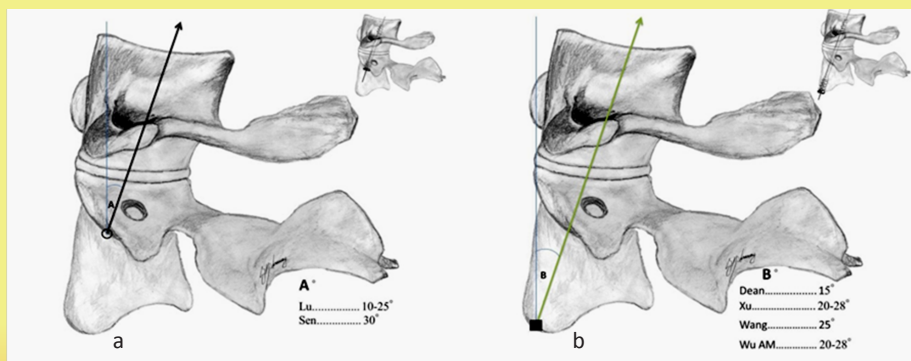 A
A°
Lu.............. 10-25°
Sen............. 30°
a
B
B°
Dean............... 15°
Xu...................20-28°
Wang................ 25°
Wu AM............ 20-28°
b